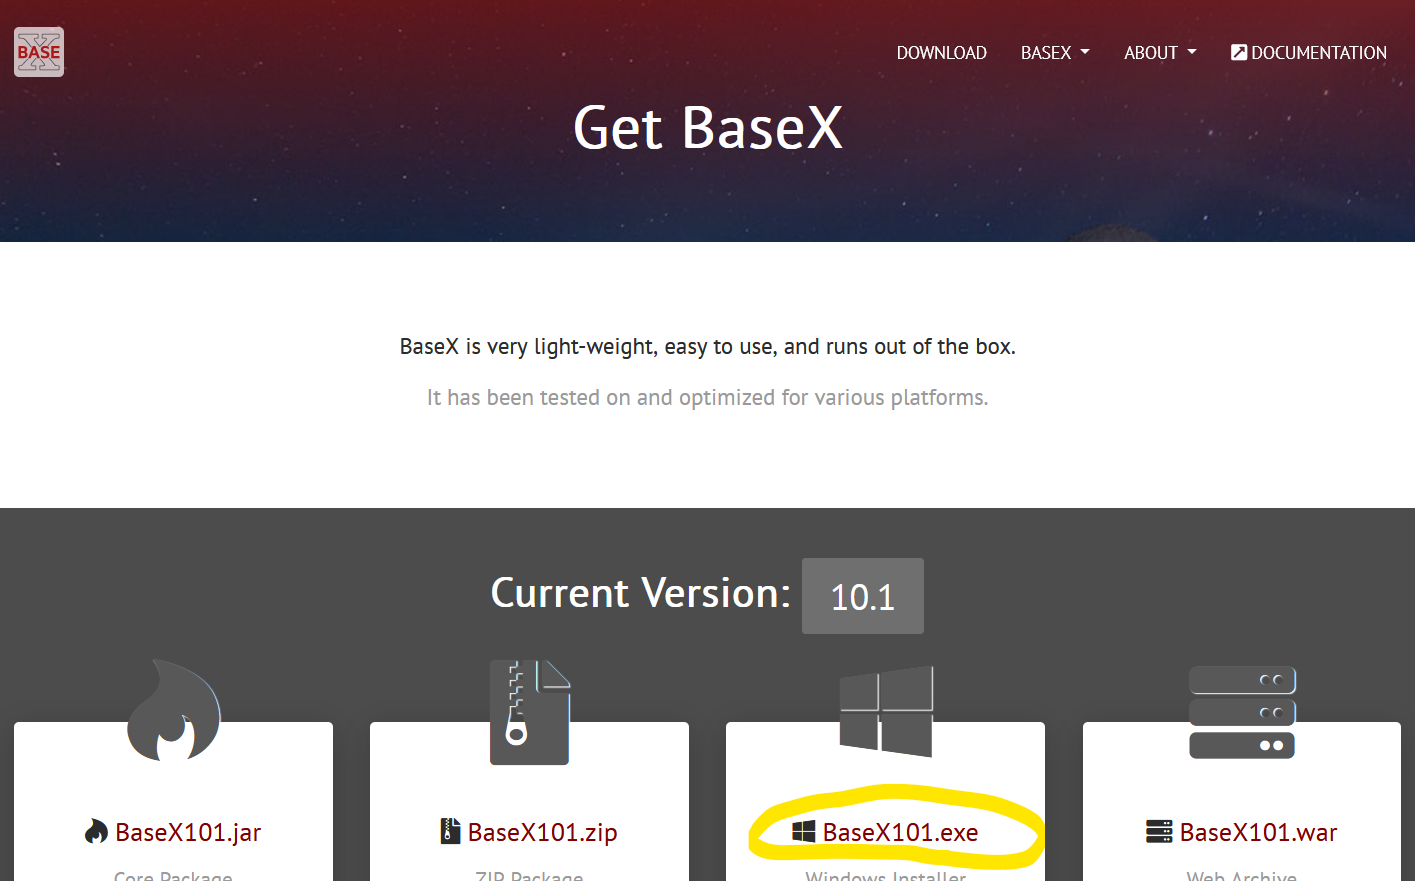 BASE
DOWNLOAD BASEX ABOUT DOCUMENTATION
Get BaseX
BaseX is very light-weight, easy to use, and runs out of the box.
It has been tested on and optimized for various platforms.
Current Version: 10.1
BaseX101.jar BaseX101.zip BaseX101.exe BaseX101.war
Core Package ZIP Package Windows Installer Web Archive